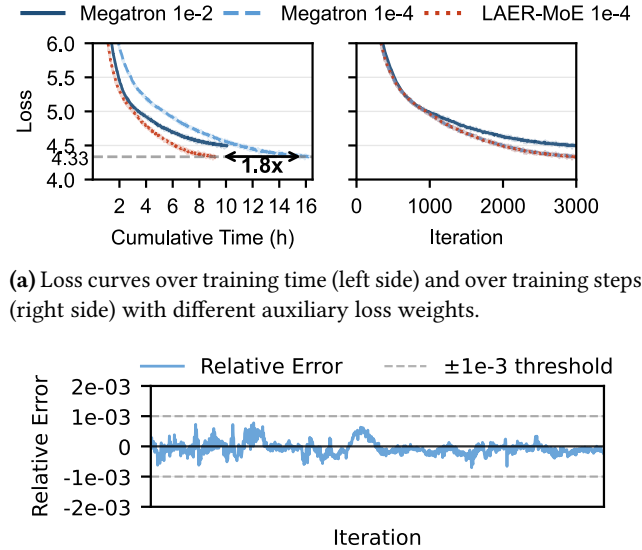 Megatron 1e-2 Megatron 1e-4 LAER-MoE 1e-4
6.0
5.5
5.0
4.5
4.33
4.0
Loss
1.8x
2 4 6 8 10 12 14 16
0 1000 2000 3000
Cumulative Time (h) Iteration
(a) Loss curves over training time (left side) and over training steps
(right side) with different auxiliary loss weights.
Relative Error ±1e-3 threshold
2e-03
1e-03
0
-1e-03
-2e-03
Relative Error
Iteration